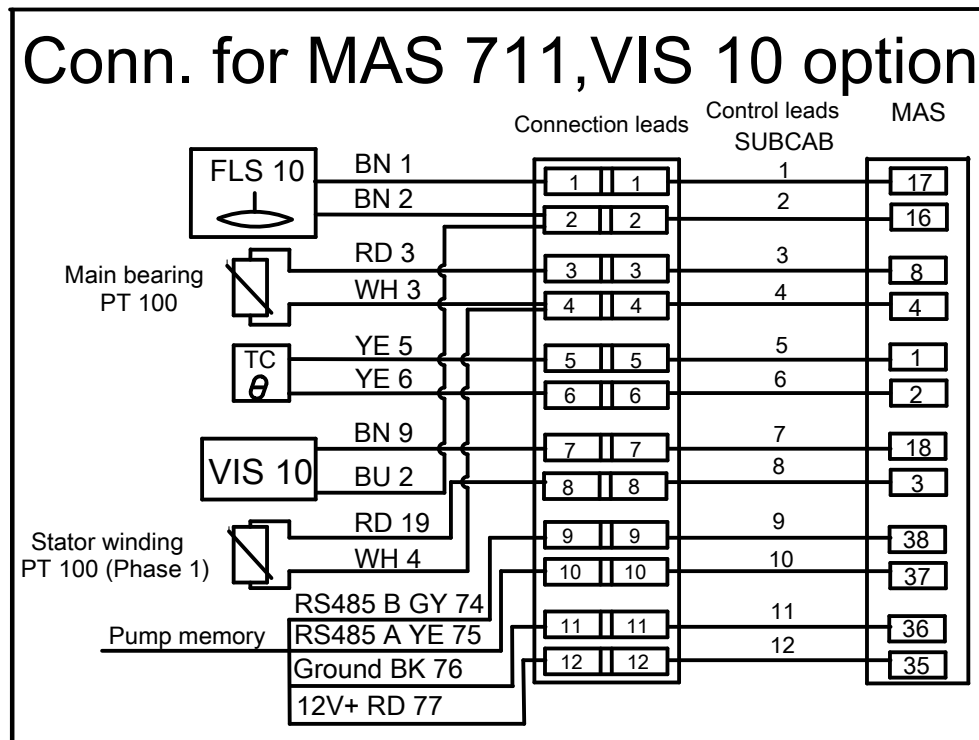 Conn. for MAS 711,VIS 10 option
Connection leads
Control leads
SUBCAB
MAS
FLS 10
BN 1
1 1
1
17
BN 2
2 2
2
16
Main bearing
PT 100
RD 3
3 3
3
8
WH 3
4 4
4
4
TC
θ
YE 5
5 5
5
1
YE 6
6 6
6
2
VIS 10
BN 9
7 7
7
18
BU 2
8 8
8
3
Stator winding
PT 100 (Phase 1)
RD 19
9 9
9
38
WH 4
10 10
10
37
Pump memory
RS485 B GY 74
RS485 A YE 75
11 11
11
36
Ground BK 76
12 12
12
35
12V+ RD 77